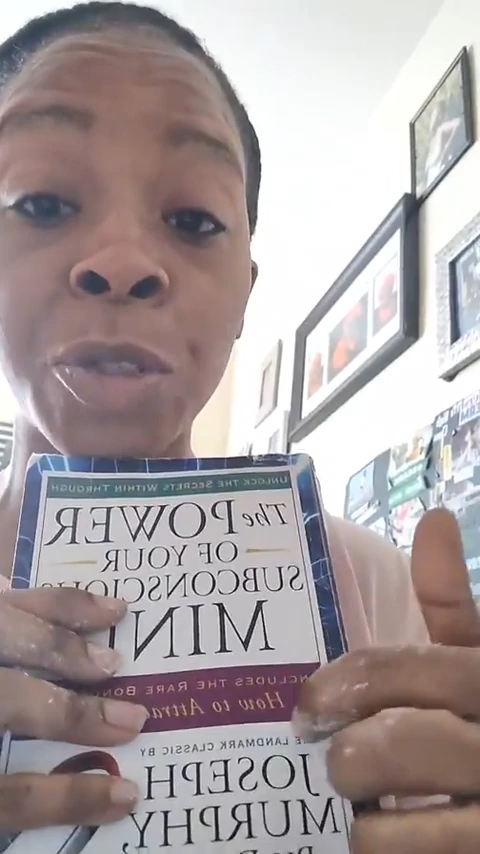 UNLOCK THE SECRETS WITHIN THROUGH
The POWER
OF YOUR
SUBCONSCIOUS
MIN
INCLUDES THE RARE
How to
LANDMARK CLASSIC BY
JOSEPH
MURPHY,